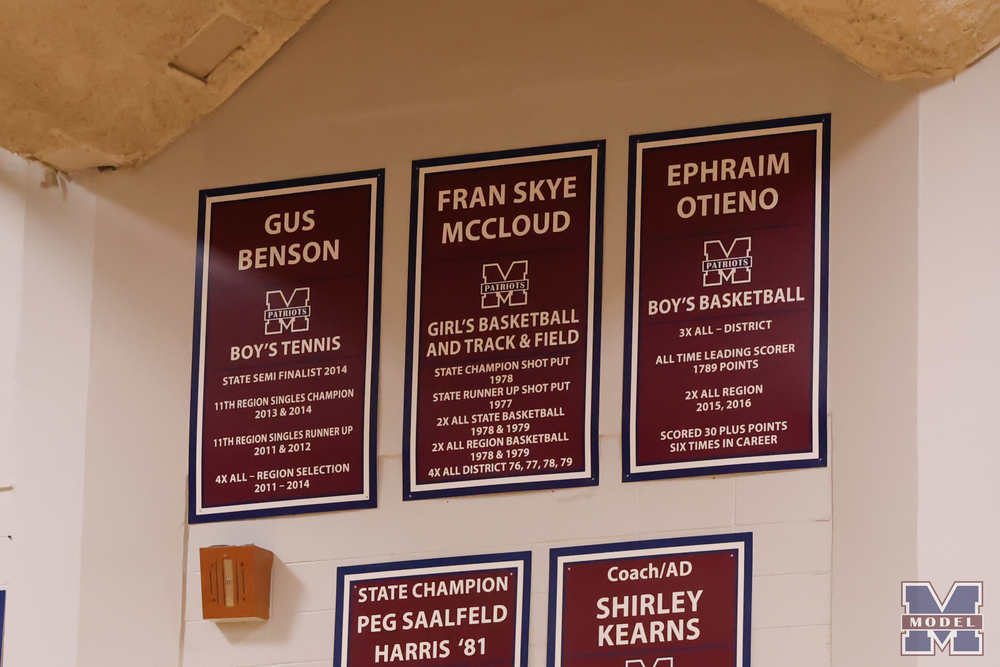 GUS
BENSON
PATRIOTS
BOY'S TENNIS
STATE SEMI FINALIST 2014
11TH REGION SINGLES CHAMPION
2013 & 2014
11TH REGION SINGLES RUNNER UP
2011 & 2012
4X ALL – REGION SELECTION
2011 – 2014
FRAN SKYE
MCCLOUD
PATRIOTS
GIRL'S BASKETBALL
AND TRACK & FIELD
STATE CHAMPION SHOT PUT
1978
STATE RUNNER UP SHOT PUT
1977
2X ALL STATE BASKETBALL
1978 & 1979
2X ALL REGION BASKETBALL
1978 & 1979
4X ALL DISTRICT 76, 77, 78, 79
EPHRAIM
OTIENO
PATRIOTS
BOY'S BASKETBALL
3X ALL – DISTRICT
ALL TIME LEADING SCORER
1789 POINTS
2X ALL REGION
2015, 2016
SCORED 30 PLUS POINTS
SIX TIMES IN CAREER
STATE CHAMPION
PEG SAALFELD
HARRIS ‘81
Coach/AD
SHIRLEY
KEARNS
M
MODEL